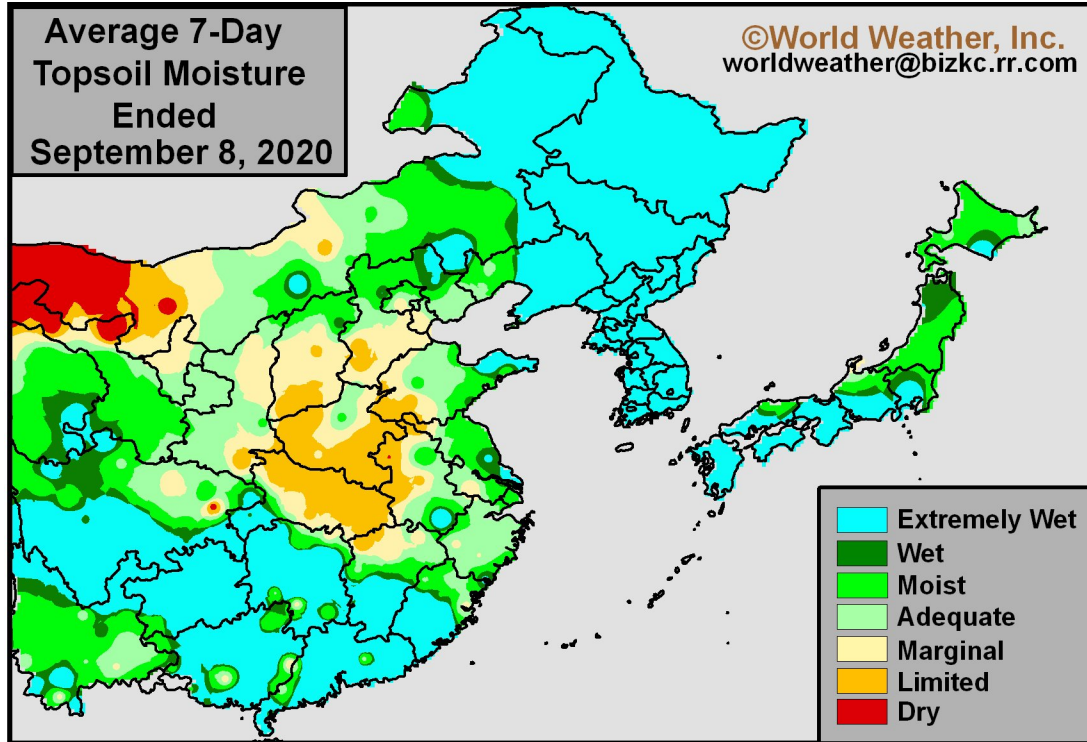 Average 7-Day
Topsoil Moisture
Ended
September 8, 2020
©World Weather, Inc.
worldweather@bizkc.rr.com
Extremely Wet
Wet
Moist
Adequate
Marginal
Limited
Dry